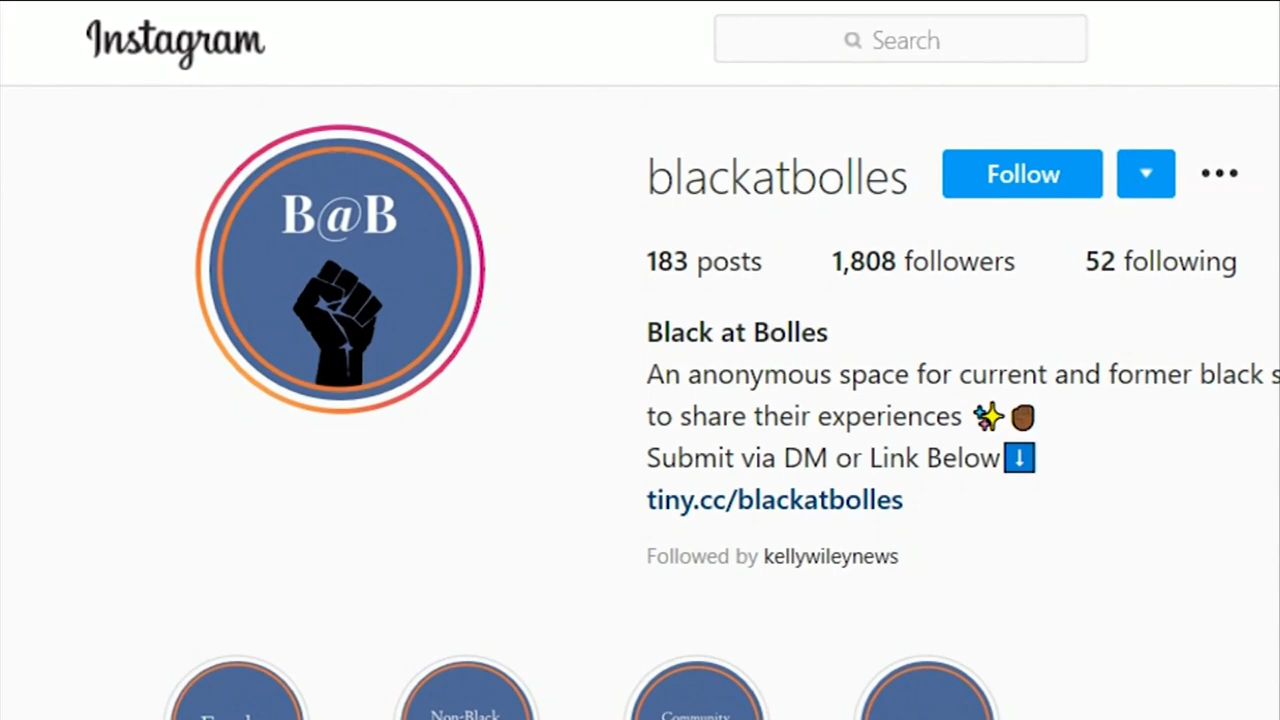 Instagram
Search
B@B
blackatbolles
Follow
183 posts 1,808 followers 52 following
Black at Bolles
An anonymous space for current and former black s
to share their experiences ✨✊🏾
Submit via DM or Link Below⬇️
tiny.cc/blackatbolles
Followed by kellywileynews
Non-Black
Community